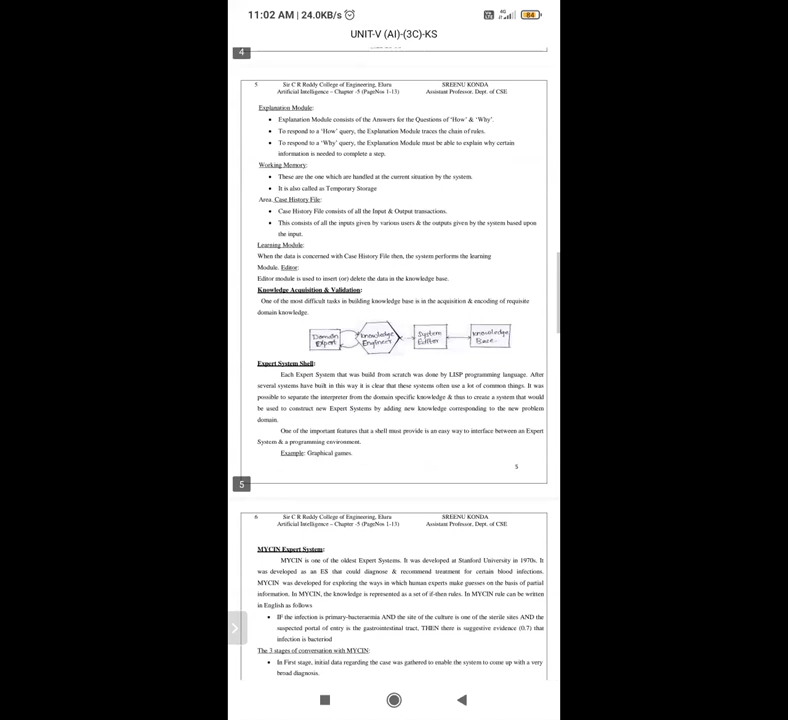 11:02 AM | 24.0KB/s
4G
84
UNIT-V (AI)-(3C)-KS
4
5 Sir C R Reddy College of Engineering, Eluru SREENU KONDA
Artificial Intelligence – Chapter -5 (PageNos 1-13) Assistant Professor, Dept. of CSE
Explanation Module:
• Explanation Module consists of the Answers for the Questions of 'How' & 'Why'.
• To respond to a 'How' query, the Explanation Module traces the chain of rules.
• To respond to a 'Why' query, the Explanation Module must be able to explain why certain
information is needed to complete a step.
Working Memory:
• These are the one which are handled at the current situation by the system.
• It is also called as Temporary Storage
Area. Case History File:
• Case History File consists of all the Input & Output transactions.
• This consists of all the inputs given by various users & the outputs given by the system based upon
the input.
Learning Module:
When the data is concerned with Case History File then, the system performs the learning
Module. Editor:
Editor module is used to insert (or) delete the data in the knowledge base.
Knowledge Acquisition & Validation:
One of the most difficult tasks in building knowledge base is in the acquisition & encoding of requisite
domain knowledge.
Domain Expert
Knowledge Engineer
System Editor
Knowledge Base
Expert System Shell:
Each Expert System that was build from scratch was done by LISP programming language. After
several systems have built in this way it is clear that these systems often use a lot of common things. It was
possible to separate the interpreter from the domain specific knowledge & thus to create a system that would
be used to construct new Expert Systems by adding new knowledge corresponding to the new problem
domain.
One of the important features that a shell must provide is an easy way to interface between an Expert
System & a programming environment.
Example: Graphical games.
5
5
6 Sir C R Reddy College of Engineering, Eluru SREENU KONDA
Artificial Intelligence – Chapter -5 (PageNos 1-13) Assistant Professor, Dept. of CSE
MYCIN Expert System:
MYCIN is one of the oldest Expert Systems. It was developed at Stanford University in 1970s. It
was developed as an ES that could diagnose & recommend treatment for certain blood infections.
MYCIN was developed for exploring the ways in which human experts make guesses on the basis of partial
information. In MYCIN, the knowledge is represented as a set of if-then rules. In MYCIN rule can be written
in English as follows
• IF the infection is primary-bacteraemia AND the site of the culture is one of the sterile sites AND the
suspected portal of entry is the gastrointestinal tract, THEN there is suggestive evidence (0.7) that
infection is bacteriod
The 3 stages of conversation with MYCIN:
• In First stage, initial data regarding the case was gathered to enable the system to come up with a very
broad diagnosis.